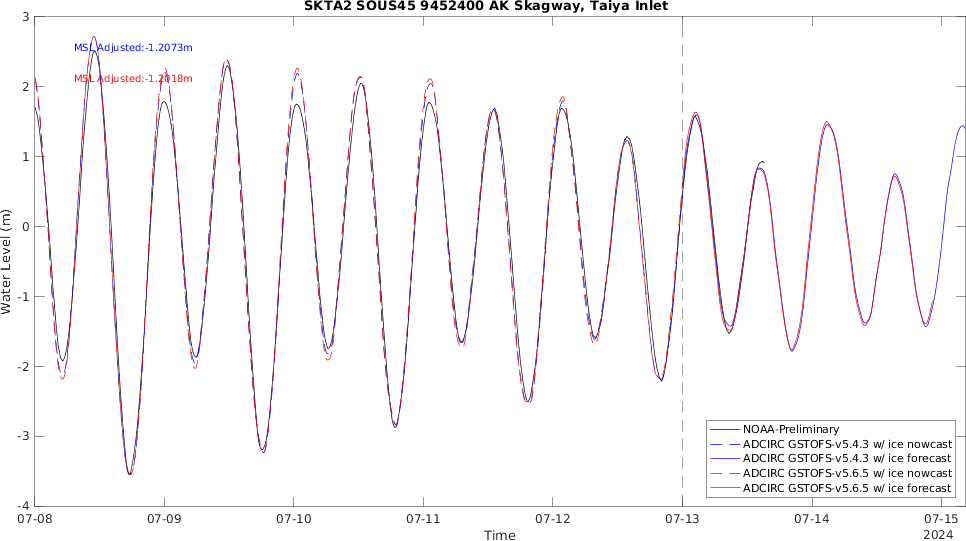 SKTA2 SOUS45 9452400 AK Skagway, Taiya Inlet
3
2
1
0
-1
-2
-3
-4
Water Level (m)
MSL Adjusted:-1.2073m
MSL Adjusted:-1.2018m
NOAA-Preliminary
ADCIRC GSTOFS-v5.4.3 w/ ice nowcast
ADCIRC GSTOFS-v5.4.3 w/ ice forecast
ADCIRC GSTOFS-v5.6.5 w/ ice nowcast
ADCIRC GSTOFS-v5.6.5 w/ ice forecast
07-08 07-09 07-10 07-11 07-12 07-13 07-14 07-15
Time
2024